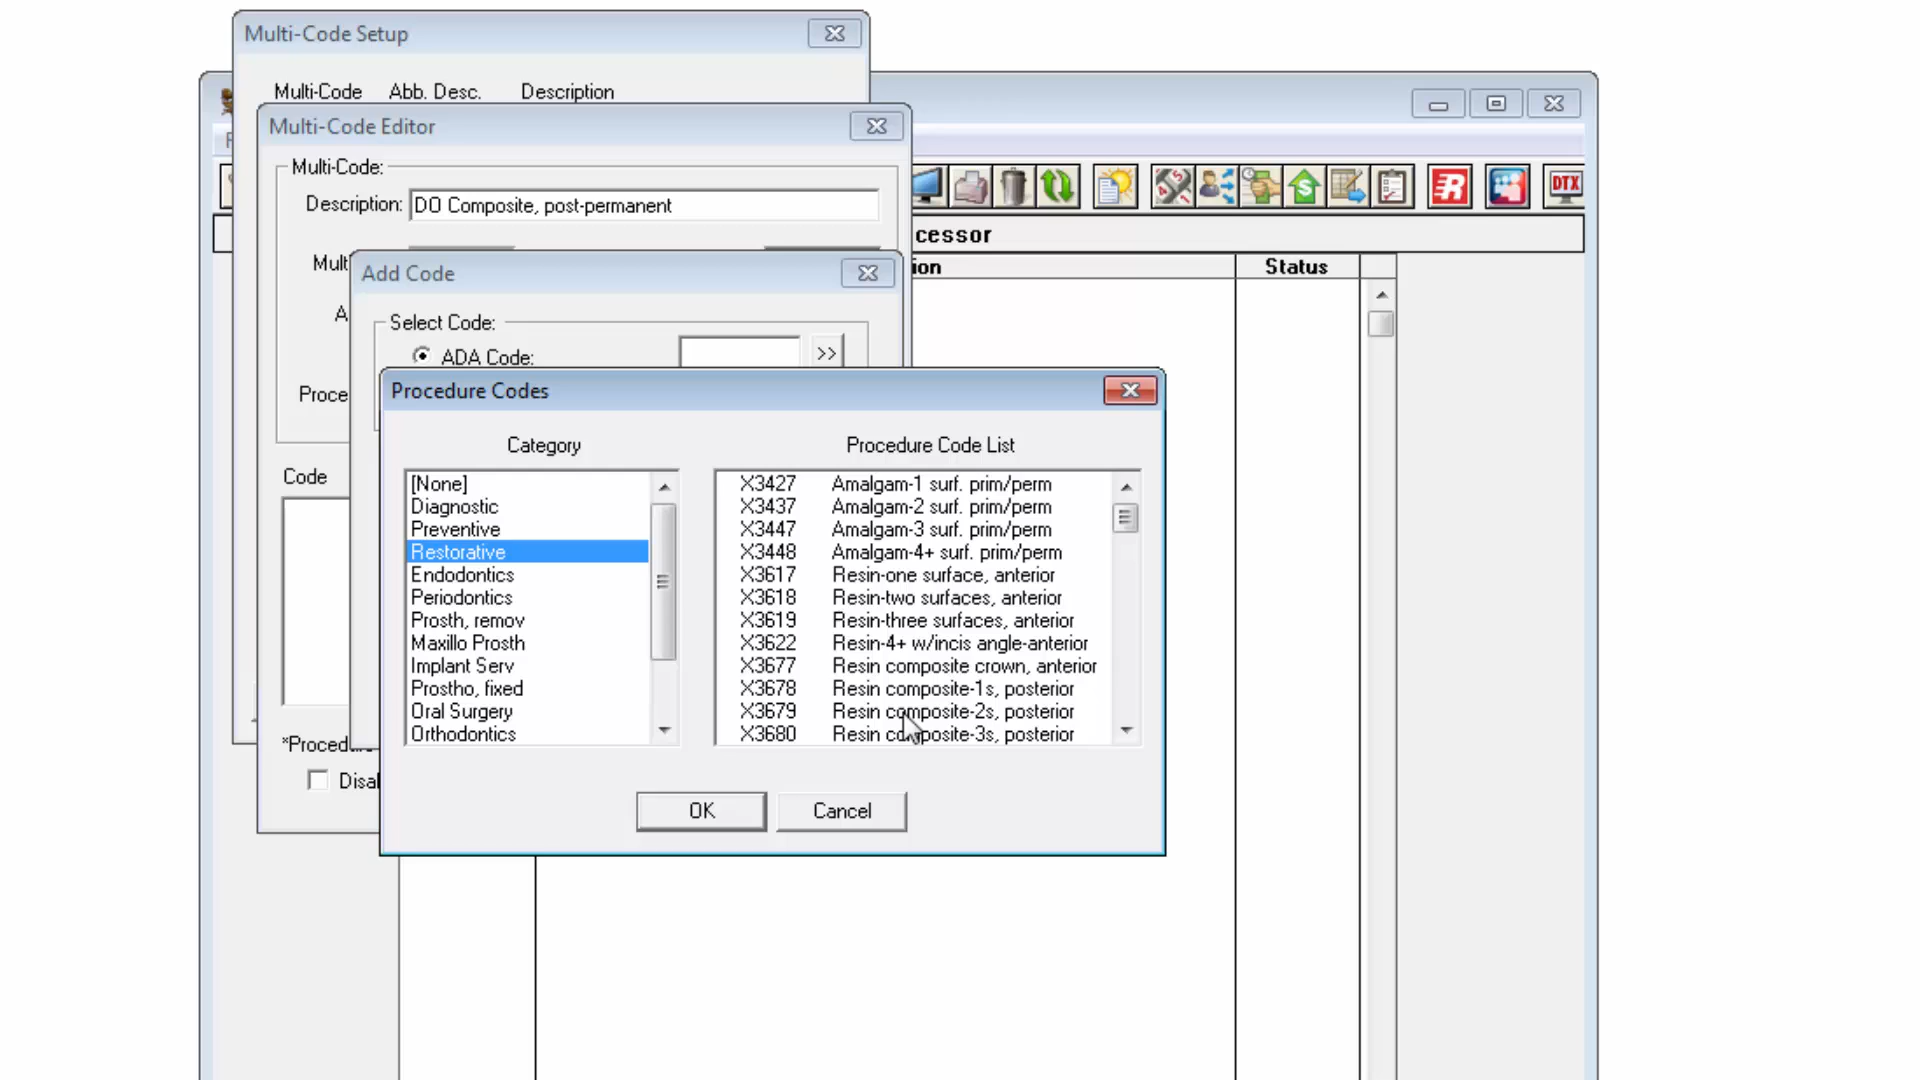 Multi-Code Setup
Multi-Code Abb. Desc. Description
Multi-Code Editor
Multi-Code:
Description: DO Composite, post-permanent
DTX
cessor
Add Code
ion Status
Select Code:
ADA Code: >>
Procedure Codes
Proce
Category Procedure Code List
Code
[None]
Diagnostic
Preventive
Restorative
Endodontics
Periodontics
Prosth, remov
Maxillo Prosth
Implant Serv
Prostho, fixed
Oral Surgery
Orthodontics
X3427 Amalgam-1 surf. prim/perm
X3437 Amalgam-2 surf. prim/perm
X3447 Amalgam-3 surf. prim/perm
X3448 Amalgam-4+ surf. prim/perm
X3617 Resin-one surface, anterior
X3618 Resin-two surfaces, anterior
X3619 Resin-three surfaces, anterior
X3622 Resin-4+ w/incis angle-anterior
X3677 Resin composite crown, anterior
X3678 Resin composite-1s, posterior
X3679 Resin composite-2s, posterior
X3680 Resin composite-3s, posterior
OK Cancel